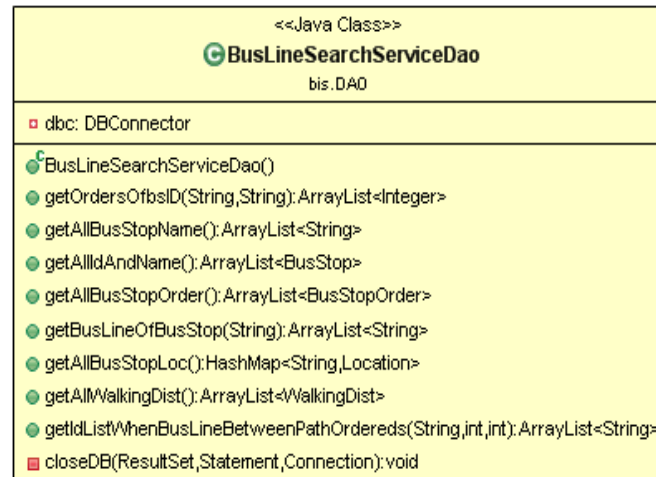 <<Java Class>>
C BusLineSearchServiceDao
bis.DAO
dbc: DBConnector
C BusLineSearchServiceDao()
getOrdersOfbsID(String,String):ArrayList<Integer>
getAllBusStopName():ArrayList<String>
getAllIdAndName():ArrayList<BusStop>
getAllBusStopOrder():ArrayList<BusStopOrder>
getBusLineOfBusStop(String):ArrayList<String>
getAllBusStopLoc():HashMap<String,Location>
getAllWalkingDist():ArrayList<WalkingDist>
getIdListWhenBusLineBetweenPathOrdereds(String,int,int):ArrayList<String>
closeDB(ResultSet,Statement,Connection):void